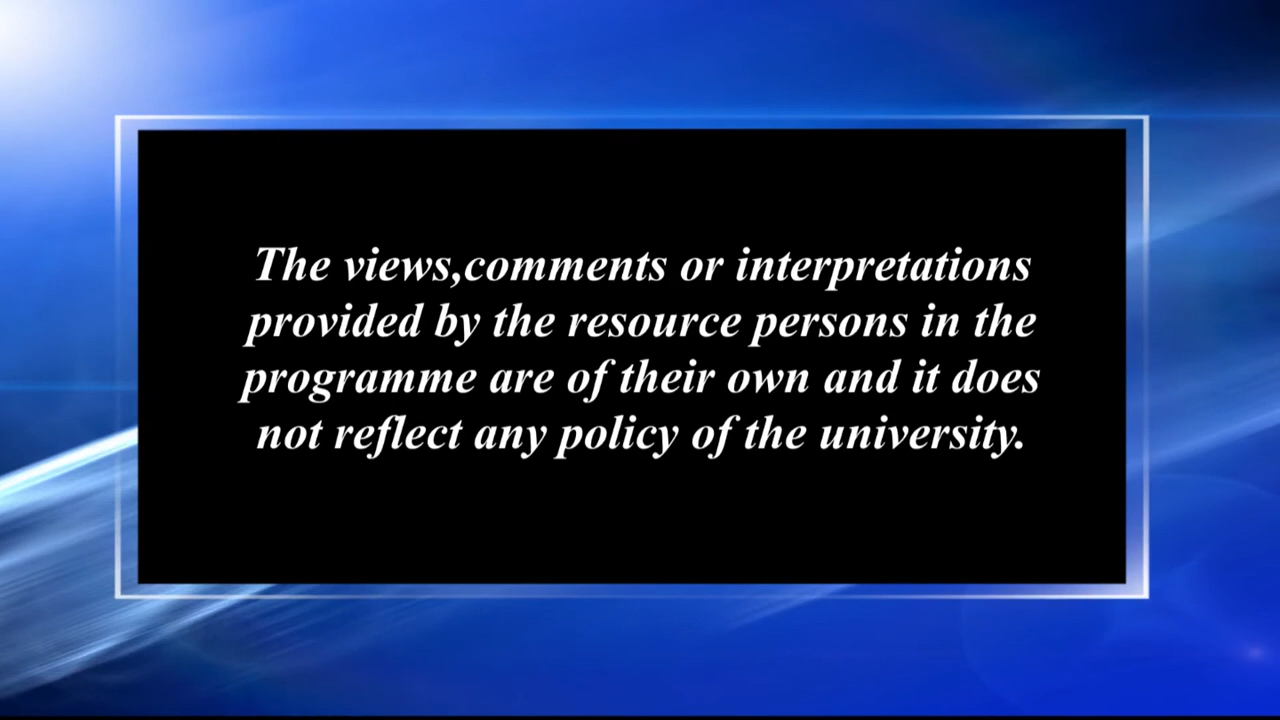 The views,comments or interpretations
provided by the resource persons in the
programme are of their own and it does
not reflect any policy of the university.